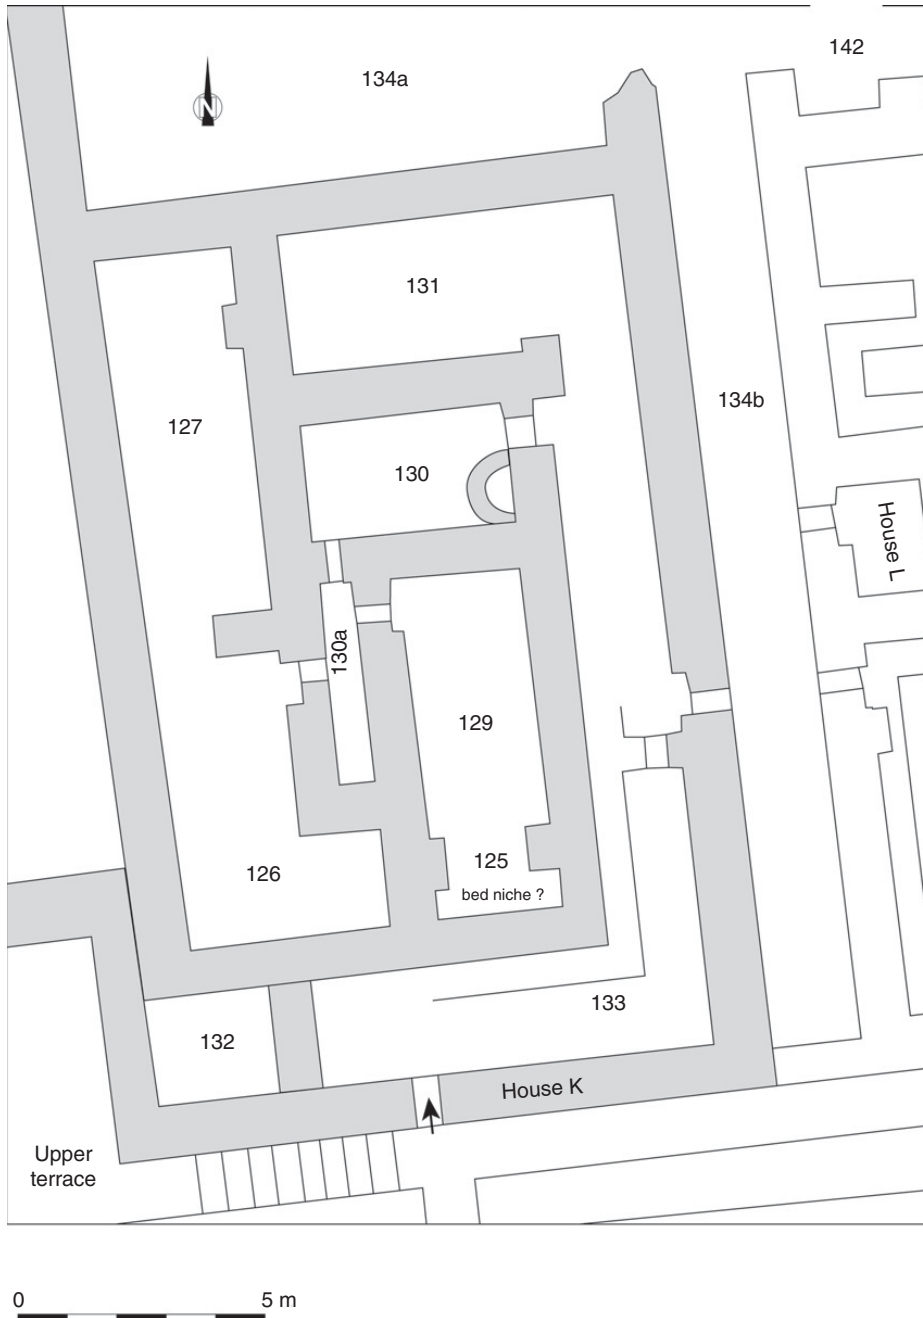 142
134a
N
131
134b
127
130
House L
130a
129
125
bed niche ?
126
133
132
House K
Upper
terrace
0 5 m